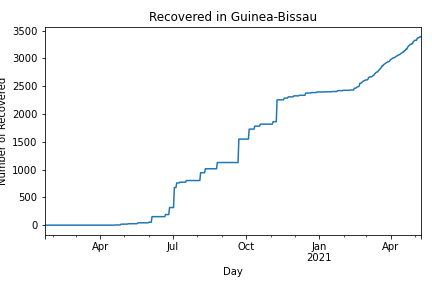 Recovered in Guinea-Bissau
3500
3000
2500
2000
1500
1000
500
0
Number of Recovered
Apr
Jul
Oct
Jan
2021
Apr
Day